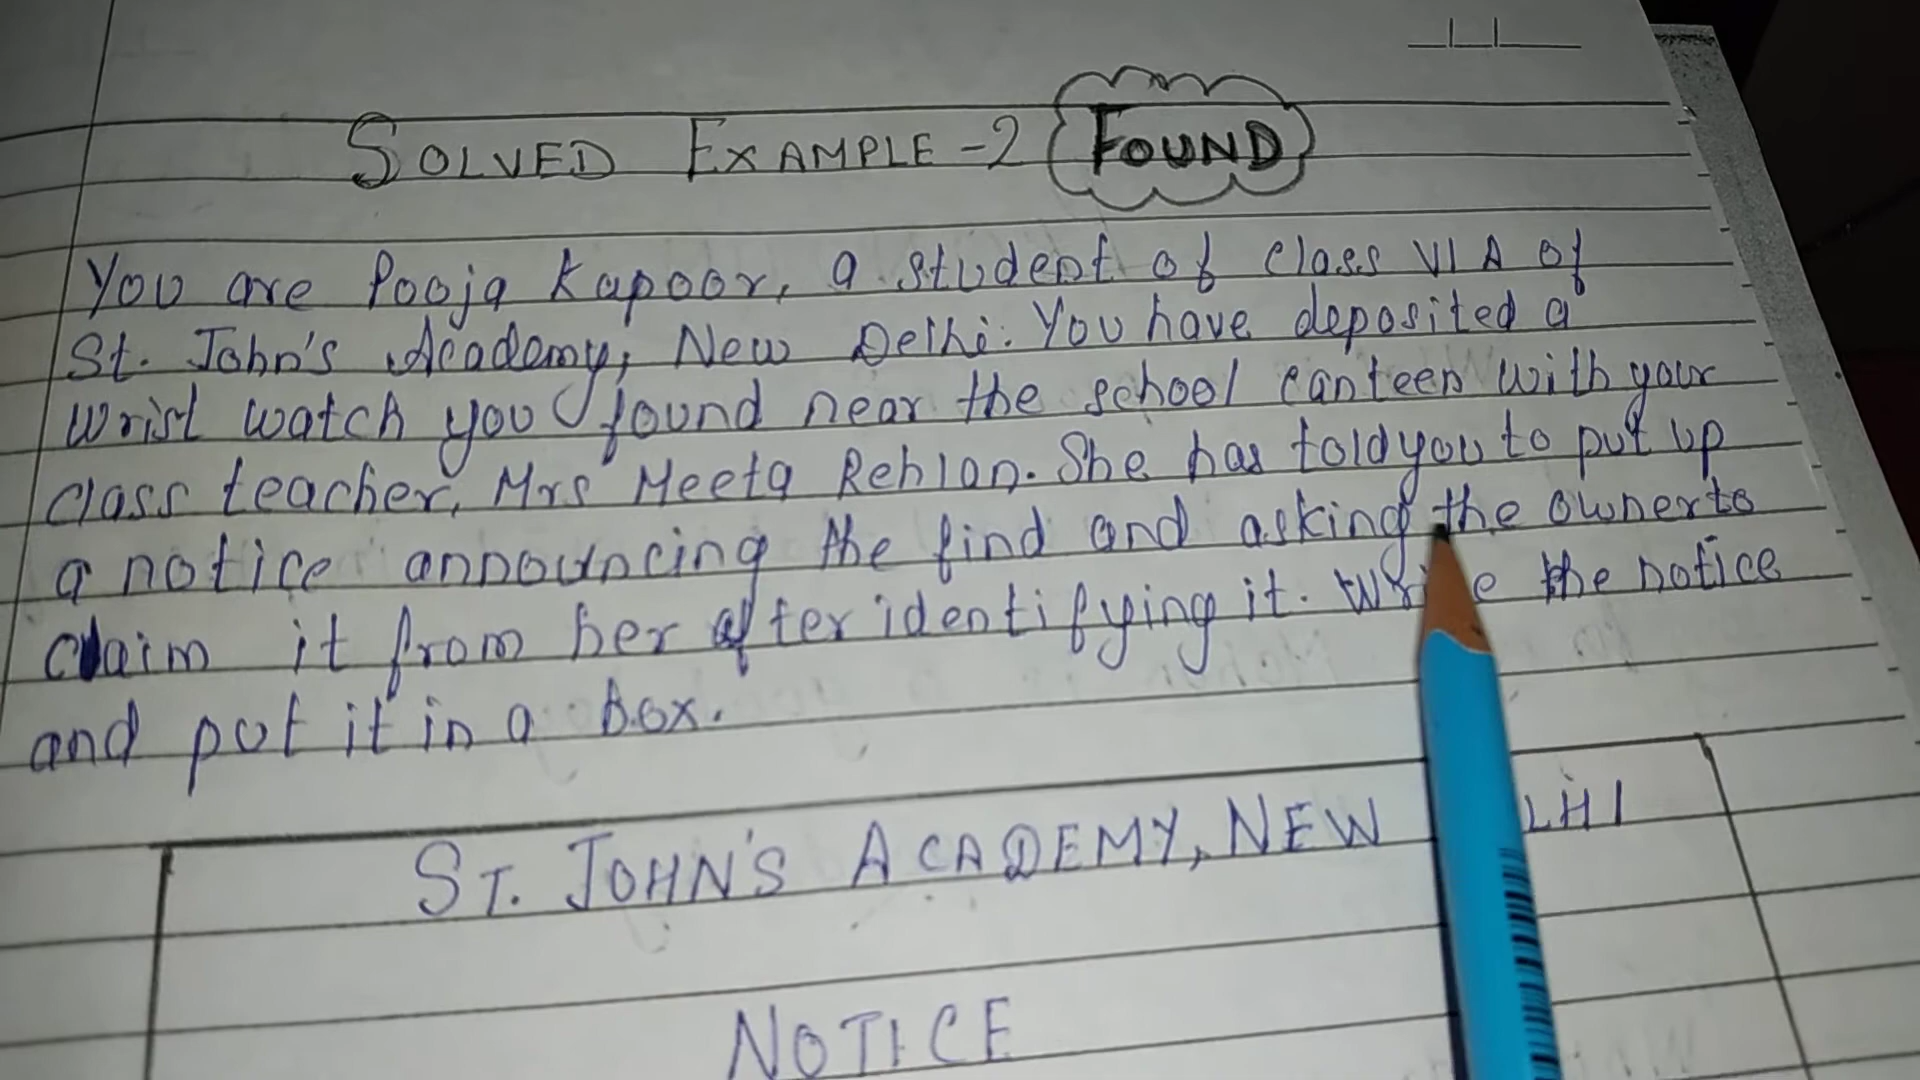 SOLVED EXAMPLE -2 FOUND
You are Pooja Kapoor, a student of class VI A of
St. John's Academy, New Delhi. You have deposited a
wrist watch you found near the school canteen with your
class teacher, Mrs Meeta Rehlan. She has told you to put up
a notice announcing the find and asking the owner to
claim it from her after identifying it. the notice
and put it in a box.
ST. JOHN'S ACADEMY, NEW LHI
NOTICE